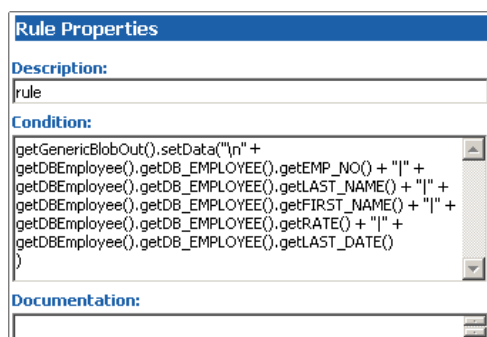 Rule Properties
Description:
rule
Condition:
getGenericBlobOut().setData("\n" +
getDBEmployee().getDB_EMPLOYEE().getEMP_NO() + "|" +
getDBEmployee().getDB_EMPLOYEE().getLAST_NAME() + "|" +
getDBEmployee().getDB_EMPLOYEE().getFIRST_NAME() + "|" +
getDBEmployee().getDB_EMPLOYEE().getRATE() + "|" +
getDBEmployee().getDB_EMPLOYEE().getLAST_DATE()
)
Documentation: